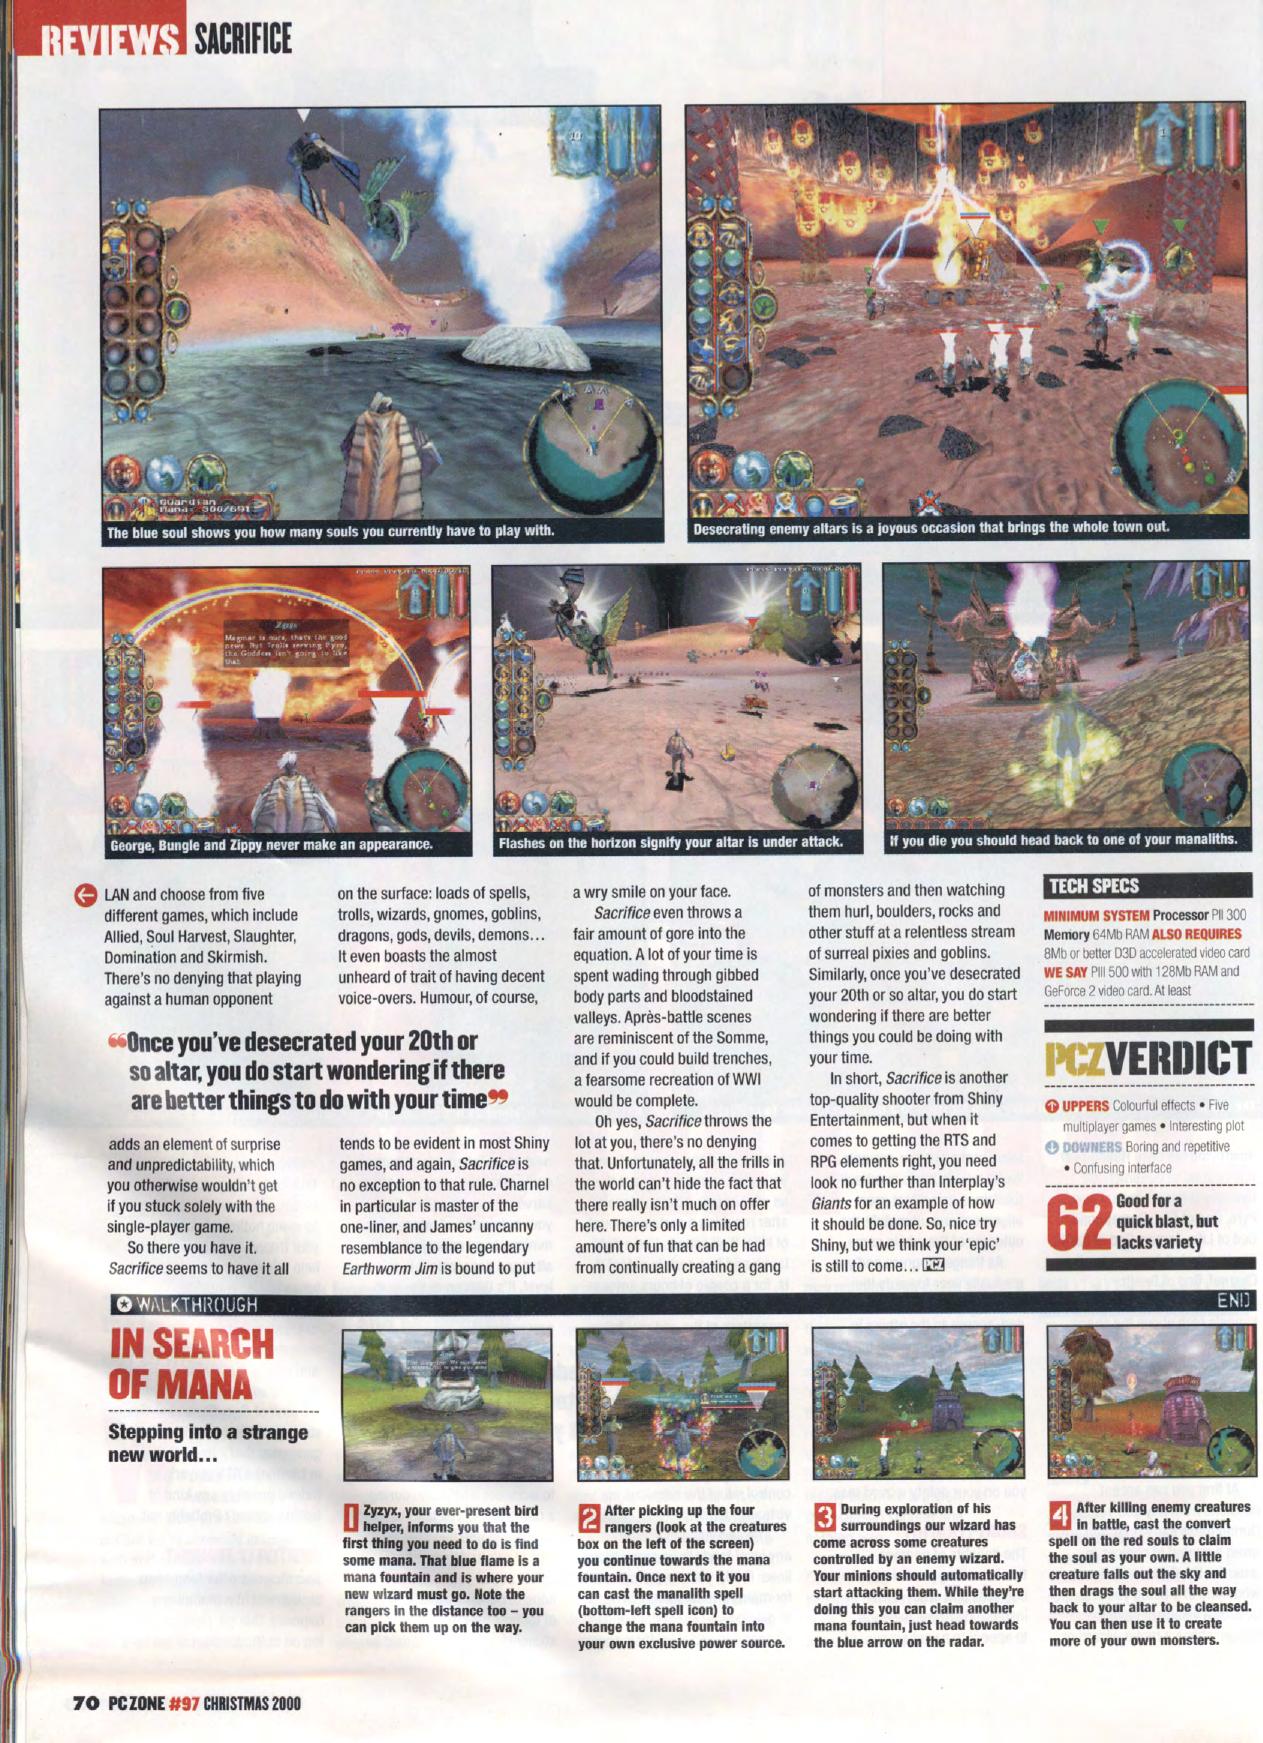 REVIEWS SACRIFICE
Guardian
Mana: 300/691
The blue soul shows you how many souls you currently have to play with.
Desecrating enemy altars is a joyous occasion that brings the whole town out.
Zyzyx
Magnar is ours, that's the good
news. But Trolls serving Pyro,
the Goddess isn't going to like
that
George, Bungle and Zippy never make an appearance.
Flashes on the horizon signify your altar is under attack.
If you die you should head back to one of your manaliths.
LAN and choose from five
different games, which include
Allied, Soul Harvest, Slaughter,
Domination and Skirmish.
There's no denying that playing
against a human opponent
“Once you've desecrated your 20th or
so altar, you do start wondering if there
are better things to do with your time”
adds an element of surprise
and unpredictability, which
you otherwise wouldn't get
if you stuck solely with the
single-player game.
So there you have it.
Sacrifice seems to have it all
on the surface: loads of spells,
trolls, wizards, gnomes, goblins,
dragons, gods, devils, demons...
It even boasts the almost
unheard of trait of having decent
voice-overs. Humour, of course,
tends to be evident in most Shiny
games, and again, Sacrifice is
no exception to that rule. Charnel
in particular is master of the
one-liner, and James' uncanny
resemblance to the legendary
Earthworm Jim is bound to put
a wry smile on your face.
Sacrifice even throws a
fair amount of gore into the
equation. A lot of your time is
spent wading through gibbed
body parts and bloodstained
valleys. Après-battle scenes
are reminiscent of the Somme,
and if you could build trenches,
a fearsome recreation of WWI
would be complete.
Oh yes, Sacrifice throws the
lot at you, there's no denying
that. Unfortunately, all the frills in
the world can't hide the fact that
there really isn't much on offer
here. There's only a limited
amount of fun that can be had
from continually creating a gang
of monsters and then watching
them hurl, boulders, rocks and
other stuff at a relentless stream
of surreal pixies and goblins.
Similarly, once you've desecrated
your 20th or so altar, you do start
wondering if there are better
things you could be doing with
your time.
In short, Sacrifice is another
top-quality shooter from Shiny
Entertainment, but when it
comes to getting the RTS and
RPG elements right, you need
look no further than Interplay's
Giants for an example of how
it should be done. So, nice try
Shiny, but we think your 'epic'
is still to come... PCZ
TECH SPECS
MINIMUM SYSTEM Processor PII 300
Memory 64Mb RAM ALSO REQUIRES
8Mb or better D3D accelerated video card
WE SAY PIII 500 with 128Mb RAM and
GeForce 2 video card. At least
PCZVERDICT
UPPERS Colourful effects • Five
multiplayer games • Interesting plot
DOWNERS Boring and repetitive
• Confusing interface
62 Good for a
quick blast, but
lacks variety
WALKTHROUGH
END
IN SEARCH
OF MANA
Stepping into a strange
new world...
1 Zyzyx, your ever-present bird
helper, informs you that the
first thing you need to do is find
some mana. That blue flame is a
mana fountain and is where your
new wizard must go. Note the
rangers in the distance too – you
can pick them up on the way.
2 After picking up the four
rangers (look at the creatures
box on the left of the screen)
you continue towards the mana
fountain. Once next to it you
can cast the manalith spell
(bottom-left spell icon) to
change the mana fountain into
your own exclusive power source.
3 During exploration of his
surroundings our wizard has
come across some creatures
controlled by an enemy wizard.
Your minions should automatically
start attacking them. While they're
doing this you can claim another
mana fountain, just head towards
the blue arrow on the radar.
4 After killing enemy creatures
in battle, cast the convert
spell on the red souls to claim
the soul as your own. A little
creature falls out the sky and
then drags the soul all the way
back to your altar to be cleansed.
You can then use it to create
more of your own monsters.
70 PCZONE #97 CHRISTMAS 2000